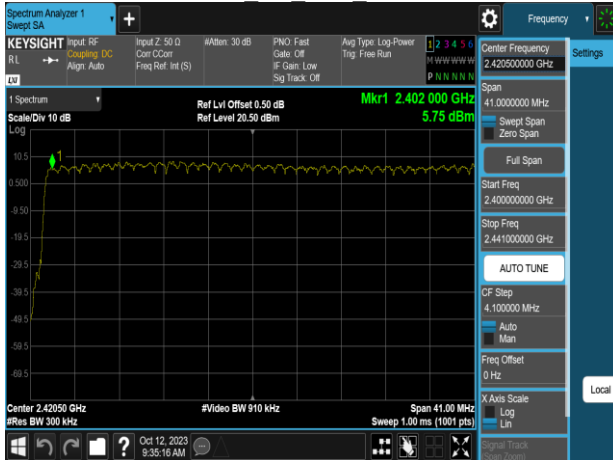 Spectrum Analyzer 1
Swept SA
+
Frequency
KEYSIGHT
Input: RF
Coupling: DC
Align: Auto
Input Z: 50 Ω
Corr CCorr
Freq Ref: Int (S)
#Atten: 30 dB
PNO: Fast
Gate: Off
IF Gain: Low
Sig Track: Off
Avg Type: Log-Power
Trig: Free Run
1 2 3 4 5 6
M W W W W W
P N N N N N
RL
LXI
1 Spectrum
Scale/Div 10 dB
Log
Ref Lvl Offset 0.50 dB
Ref Level 20.50 dBm
Mkr1 2.402 000 GHz
5.75 dBm
1
10.5
0.500
-9.50
-19.5
-29.5
-39.5
-49.5
-59.5
-69.5
Center 2.42050 GHz
#Res BW 300 kHz
#Video BW 910 kHz
Span 41.00 MHz
Sweep 1.00 ms (1001 pts)
Center Frequency
2.420500000 GHz
Span
41.0000000 MHz
Swept Span
Zero Span
Full Span
Start Freq
2.400000000 GHz
Stop Freq
2.441000000 GHz
AUTO TUNE
CF Step
4.100000 MHz
Auto
Man
Freq Offset
0 Hz
X Axis Scale
Log
Lin
Signal Track
(Span Zoom)
Settings
Local
?
Oct 12, 2023
9:35:16 AM